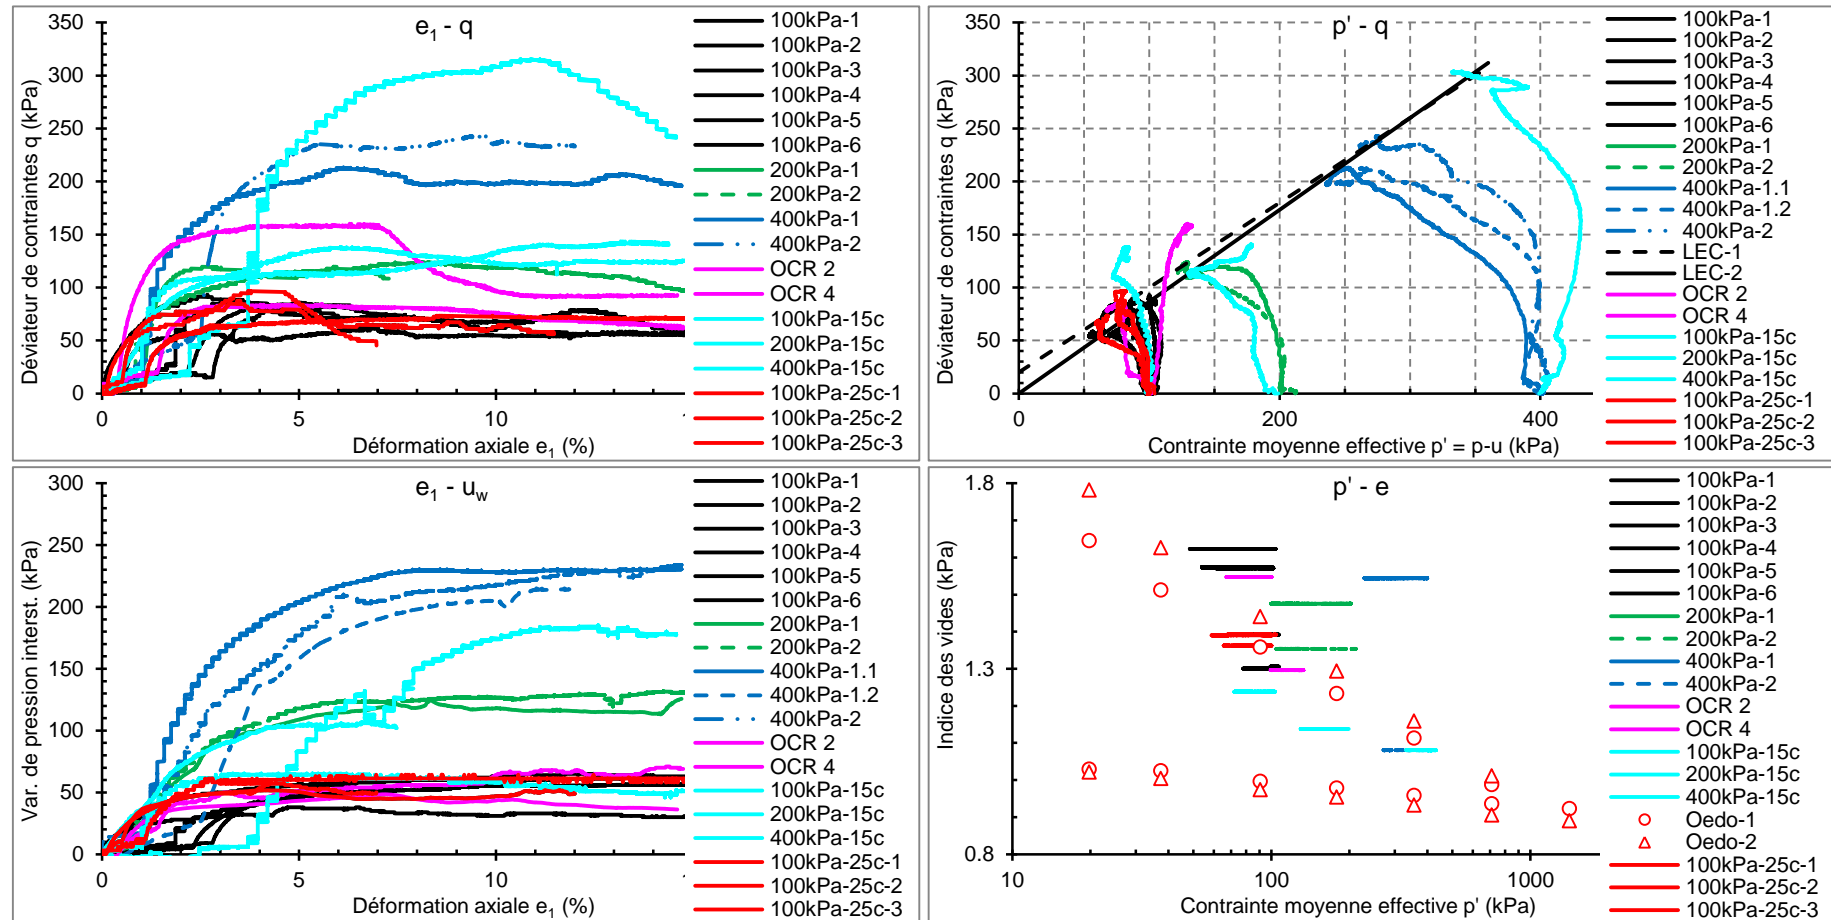 e1 - q
Déviateur de contraintes q (kPa)
350
300
250
200
150
100
50
0
0
5
10
1
Déformation axiale e1 (%)
100kPa-1
100kPa-2
100kPa-3
100kPa-4
100kPa-5
100kPa-6
200kPa-1
200kPa-2
400kPa-1
400kPa-2
OCR 2
OCR 4
100kPa-15c
200kPa-15c
400kPa-15c
100kPa-25c-1
100kPa-25c-2
100kPa-25c-3
p' - q
Déviateur de contraintes q (kPa)
350
300
250
200
150
100
50
0
0
200
400
Contrainte moyenne effective p' = p-u (kPa)
100kPa-1
100kPa-2
100kPa-3
100kPa-4
100kPa-5
100kPa-6
200kPa-1
200kPa-2
400kPa-1.1
400kPa-1.2
400kPa-2
LEC-1
LEC-2
OCR 2
OCR 4
100kPa-15c
200kPa-15c
400kPa-15c
100kPa-25c-1
100kPa-25c-2
100kPa-25c-3
e1 - uw
Var. de pression interst. (kPa)
300
250
200
150
100
50
0
0
5
10
1
Déformation axiale e1 (%)
100kPa-1
100kPa-2
100kPa-3
100kPa-4
100kPa-5
100kPa-6
200kPa-1
200kPa-2
400kPa-1.1
400kPa-1.2
400kPa-2
OCR 2
OCR 4
100kPa-15c
200kPa-15c
400kPa-15c
100kPa-25c-1
100kPa-25c-2
100kPa-25c-3
p' - e
Indice des vides (kPa)
1.8
1.3
0.8
10
100
1000
Contrainte moyenne effective p' (kPa)
100kPa-1
100kPa-2
100kPa-3
100kPa-4
100kPa-5
100kPa-6
200kPa-1
200kPa-2
400kPa-1
400kPa-2
OCR 2
OCR 4
100kPa-15c
200kPa-15c
400kPa-15c
Oedo-1
Oedo-2
100kPa-25c-1
100kPa-25c-2
100kPa-25c-3